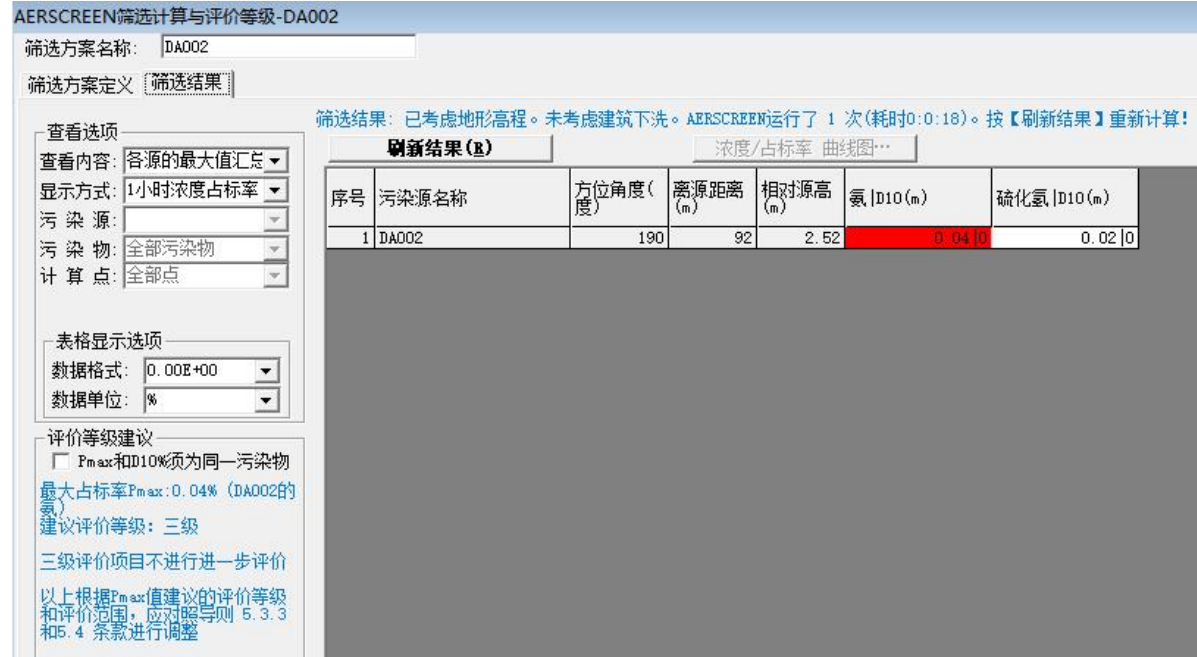 AERSCREEN筛选计算与评价等级-DA002
筛选方案名称: DA002
筛选方案定义 筛选结果
筛选结果: 已考虑地形高程。未考虑建筑下洗。AERSCREEN运行了 1 次(耗时0:0:18)。按【刷新结果】重新计算!
查看选项
刷新结果(R) 浓度/占标率 曲线图…
查看内容: 各源的最大值汇总
显示方式: 1小时浓度占标率
污 染 源:
污 染 物: 全部污染物
计 算 点: 全部点
序号 污染源名称 方位角度(度) 离源距离(m) 相对源高(m) 氨|D10(m) 硫化氢|D10(m)
1 DA002 190 92 2.52 0.04|0 0.02|0
表格显示选项
数据格式: 0.00E+00
数据单位: %
评价等级建议
Pmax和D10%须为同一污染物
最大占标率Pmax:0.04% (DA002的
氨)
建议评价等级: 三级
三级评价项目不进行进一步评价
以上根据Pmax值建议的评价等级
和评价范围，应对照导则 5.3.3
和5.4 条款进行调整